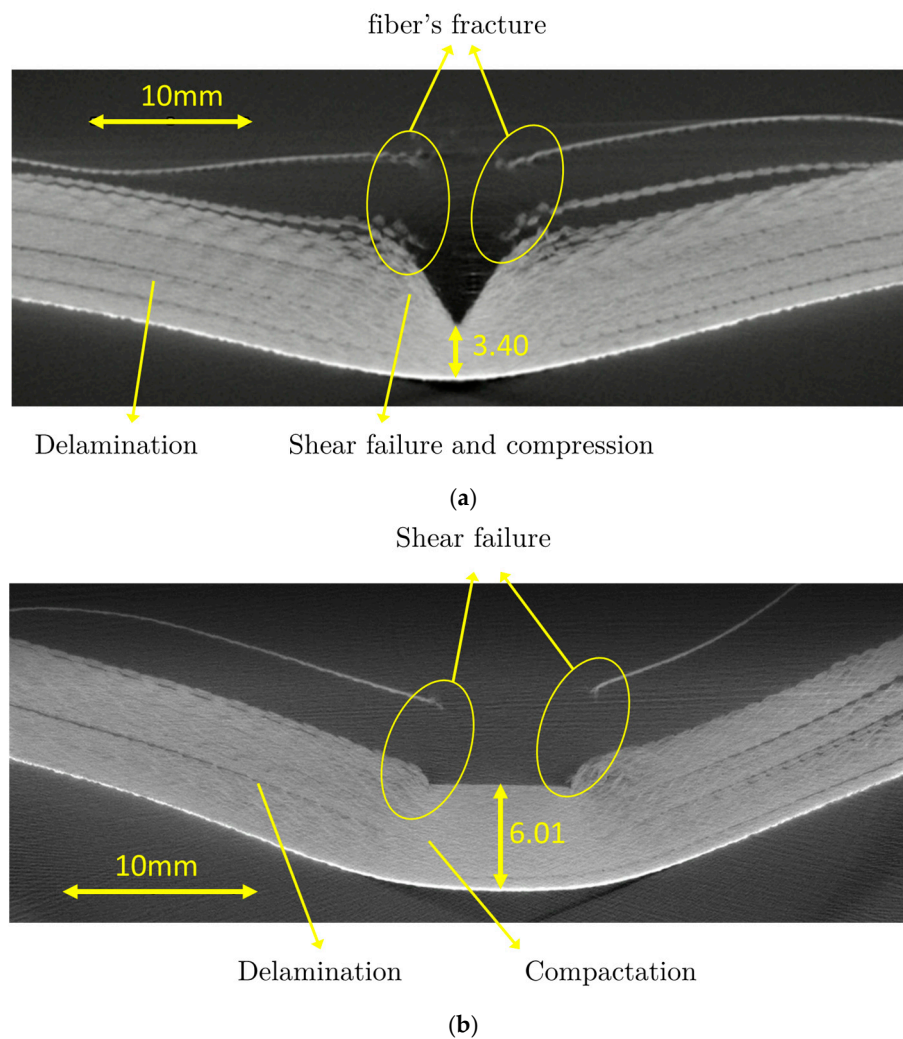 fiber's fracture
10mm
3.40
Delamination
Shear failure and compression
(a)
Shear failure
6.01
10mm
Delamination
Compactation
(b)